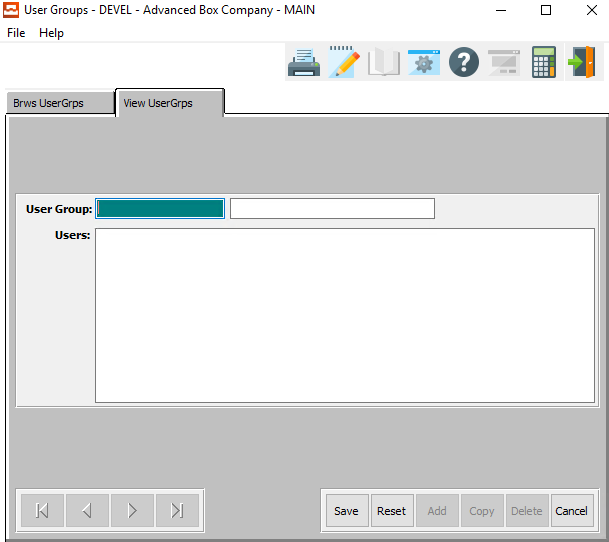 User Groups - DEVEL - Advanced Box Company - MAIN
File Help
Brws UserGrps View UserGrps
User Group:
Users:
Save Reset Add Copy Delete Cancel